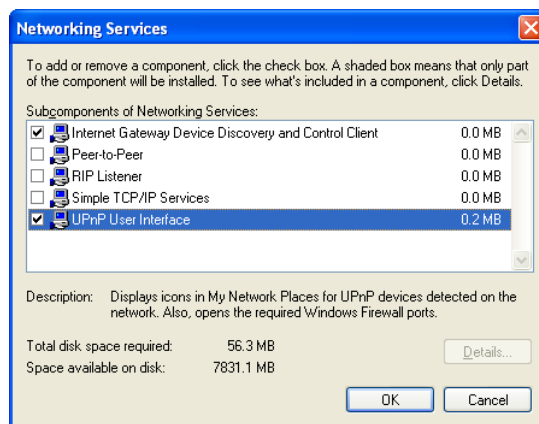 Networking Services
To add or remove a component, click the check box. A shaded box means that only part
of the component will be installed. To see what's included in a component, click Details.
Subcomponents of Networking Services:
Internet Gateway Device Discovery and Control Client 0.0 MB
Peer-to-Peer 0.0 MB
RIP Listener 0.0 MB
Simple TCP/IP Services 0.0 MB
UPnP User Interface 0.2 MB
Description: Displays icons in My Network Places for UPnP devices detected on the
network. Also, opens the required Windows Firewall ports.
Total disk space required: 56.3 MB
Details...
Space available on disk: 7831.1 MB
OK Cancel